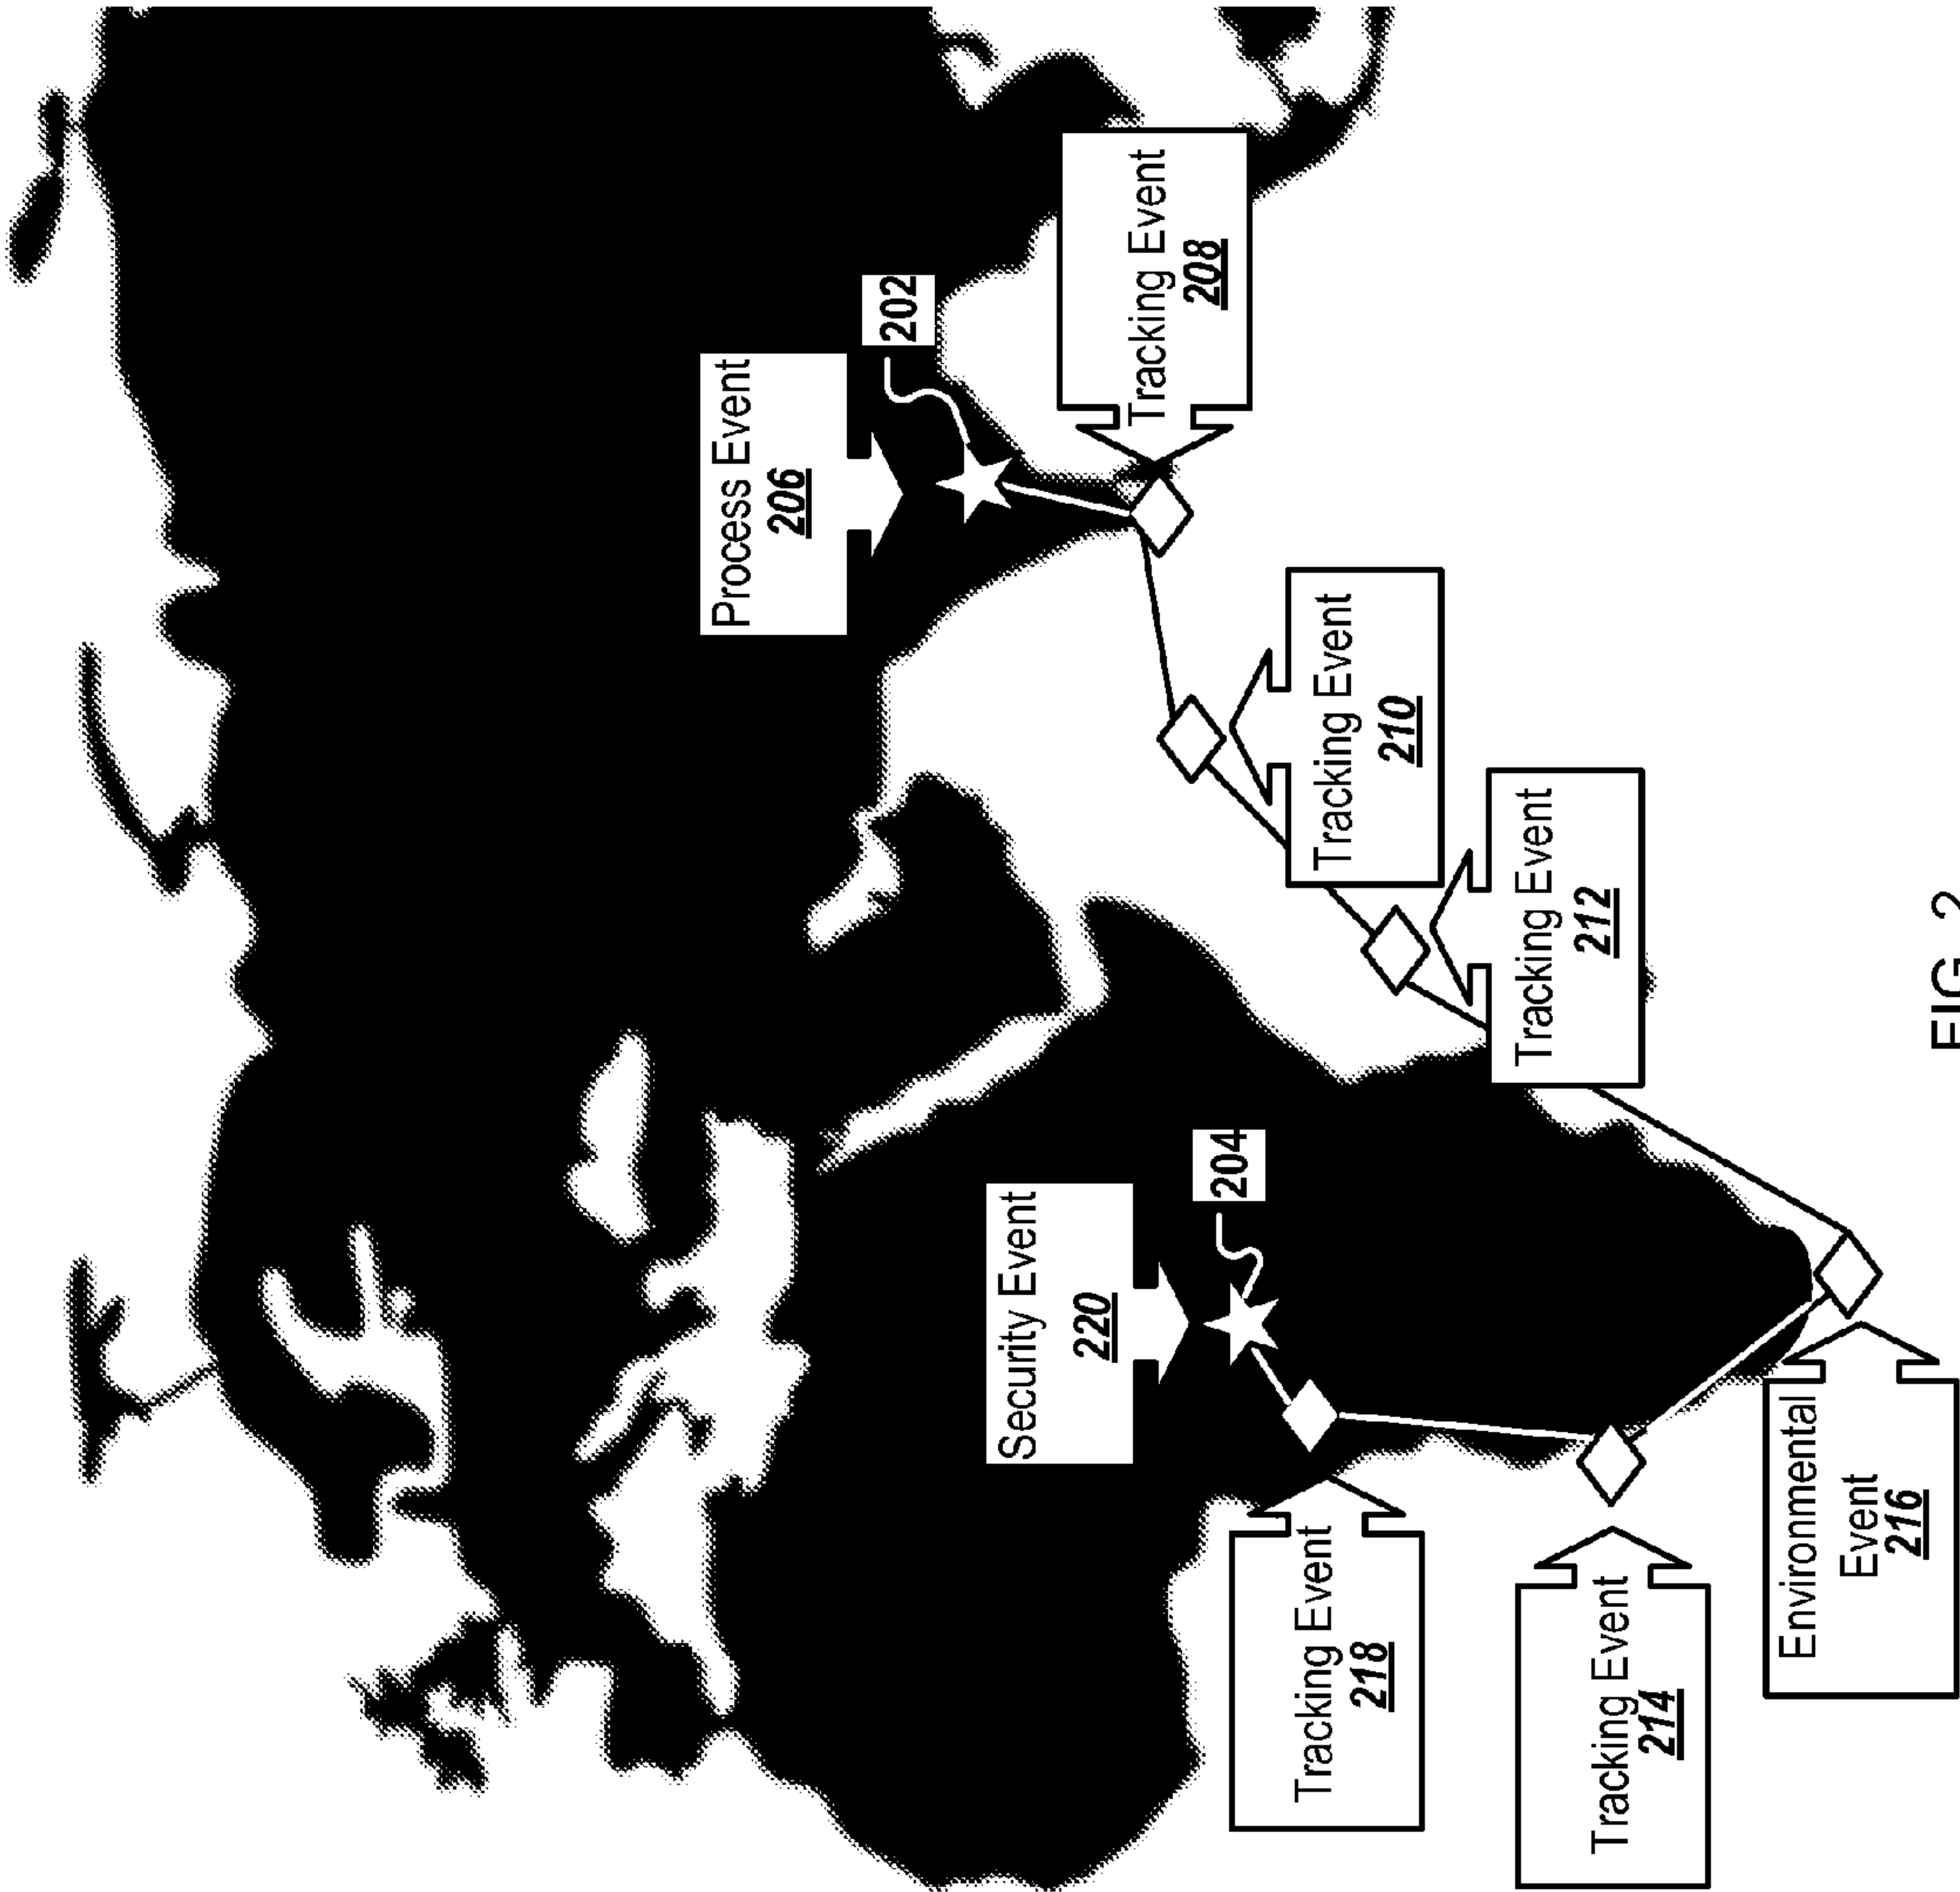 Process Event
206
202
Tracking Event
208
Security Event
220
204
Tracking Event
210
Tracking Event
212
Tracking Event
218
Tracking Event
214
Environmental
Event
216
FIG. 2